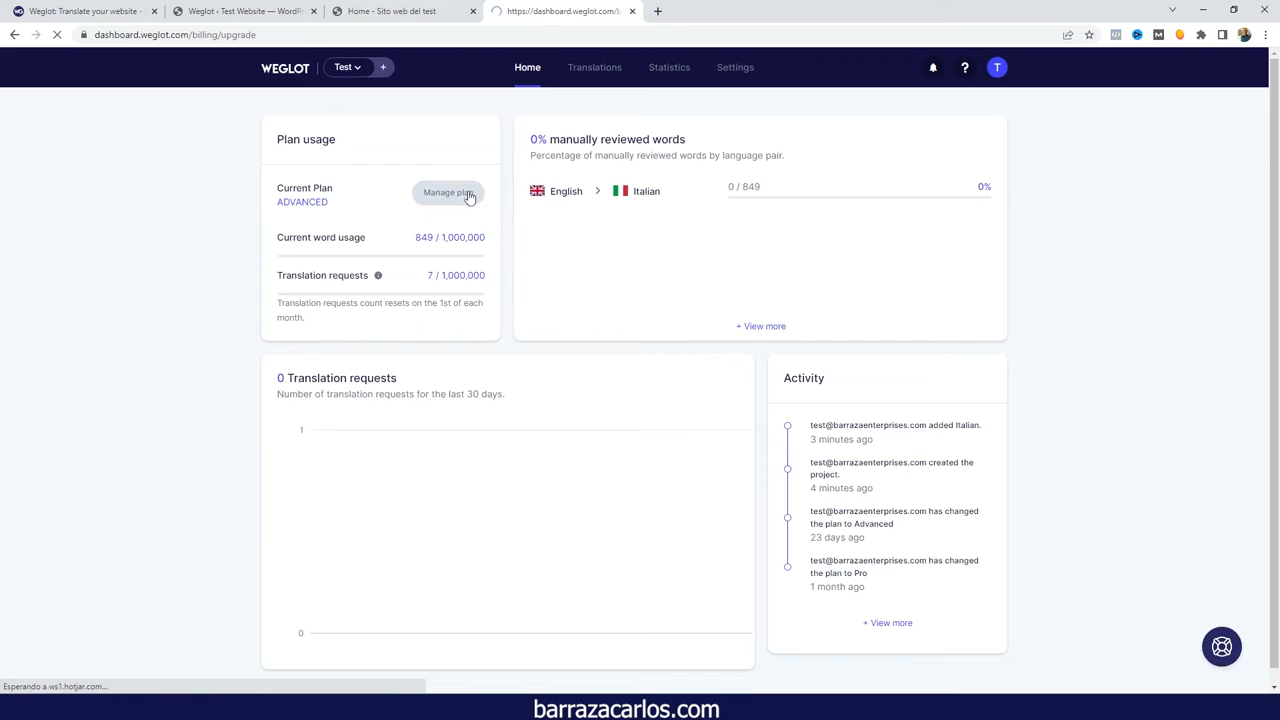 Weglot: Translate your website -
Weglot ‹ Test Website — WordPr
Home - Sito web del test
https://dashboard.weglot.com/b
dashboard.weglot.com/billing/upgrade
WEGLOT
Test
+
Home
Translations
Statistics
Settings
?
T
Plan usage
Current Plan
ADVANCED
Manage plan
Current word usage
849 / 1,000,000
Translation requests
7 / 1,000,000
Translation requests count resets on the 1st of each
month.
0% manually reviewed words
Percentage of manually reviewed words by language pair.
English > Italian
0 / 849
0%
+ View more
0 Translation requests
Number of translation requests for the last 30 days.
1
0
Activity
test@barrazaenterprises.com added Italian.
3 minutes ago
test@barrazaenterprises.com created the
project.
4 minutes ago
test@barrazaenterprises.com has changed
the plan to Advanced
23 days ago
test@barrazaenterprises.com has changed
the plan to Pro
1 month ago
+ View more
Esperando a ws1.hotjar.com...
barrazacarlos.com